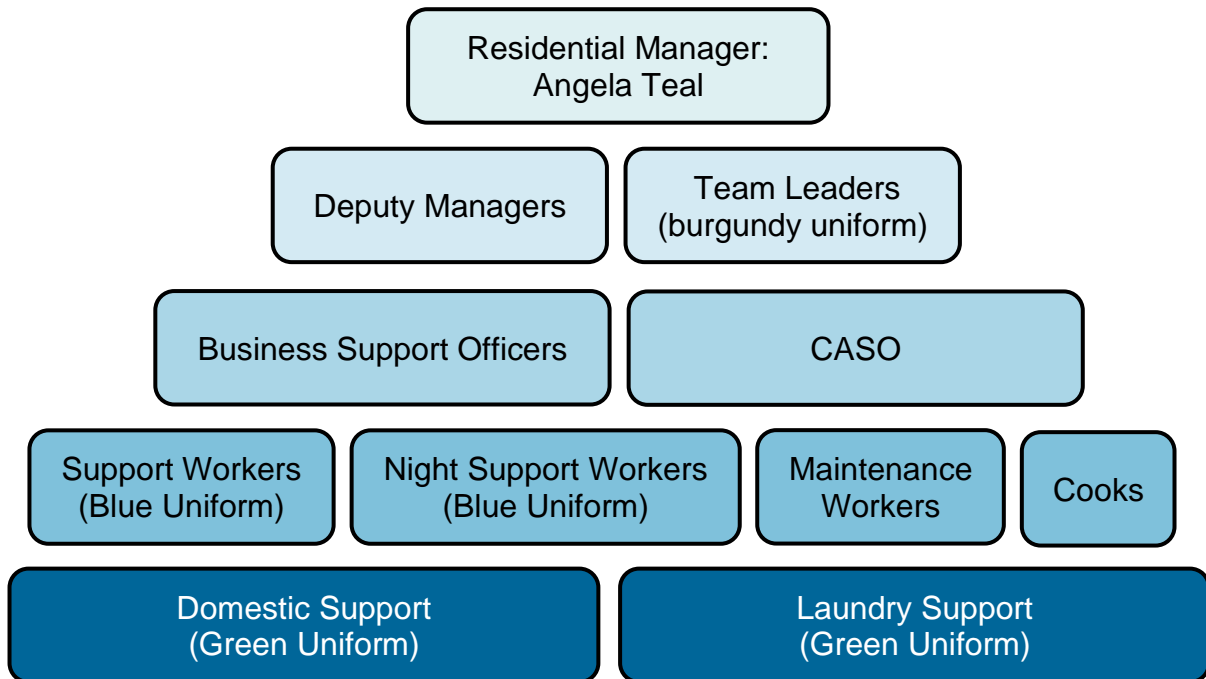 Residential Manager:
Angela Teal
Deputy Managers
Team Leaders
(burgundy uniform)
Business Support Officers
CASO
Support Workers
(Blue Uniform)
Night Support Workers
(Blue Uniform)
Maintenance
Workers
Cooks
Domestic Support
(Green Uniform)
Laundry Support
(Green Uniform)